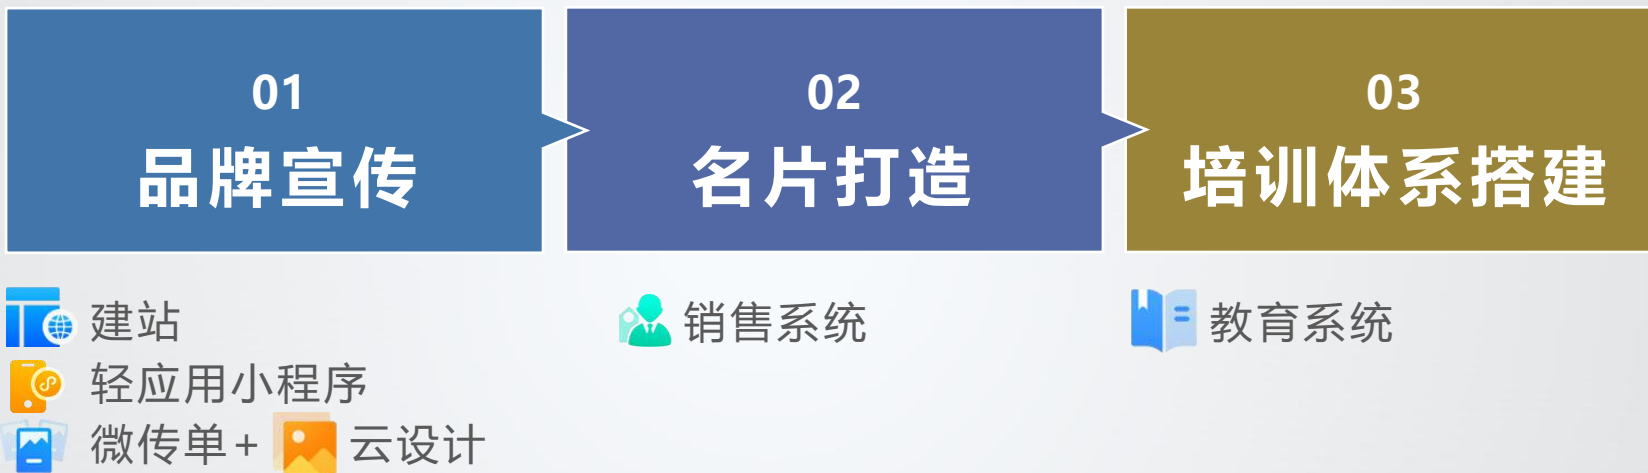 01
品牌宣传
02
名片打造
03
培训体系搭建
建站
轻应用小程序
微传单+ 云设计
销售系统
教育系统